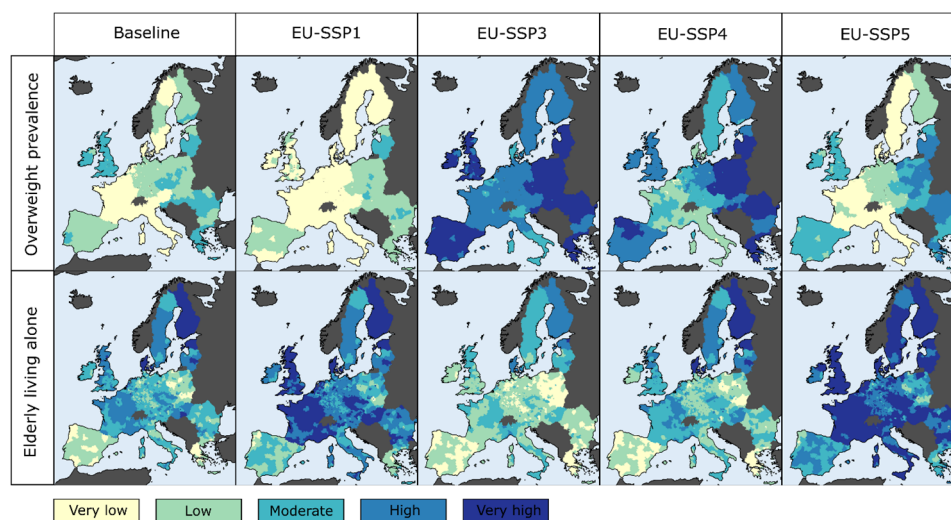 Baseline
EU-SSP1
EU-SSP3
EU-SSP4
EU-SSP5
Overweight prevalence
Elderly living alone
Very low
Low
Moderate
High
Very high